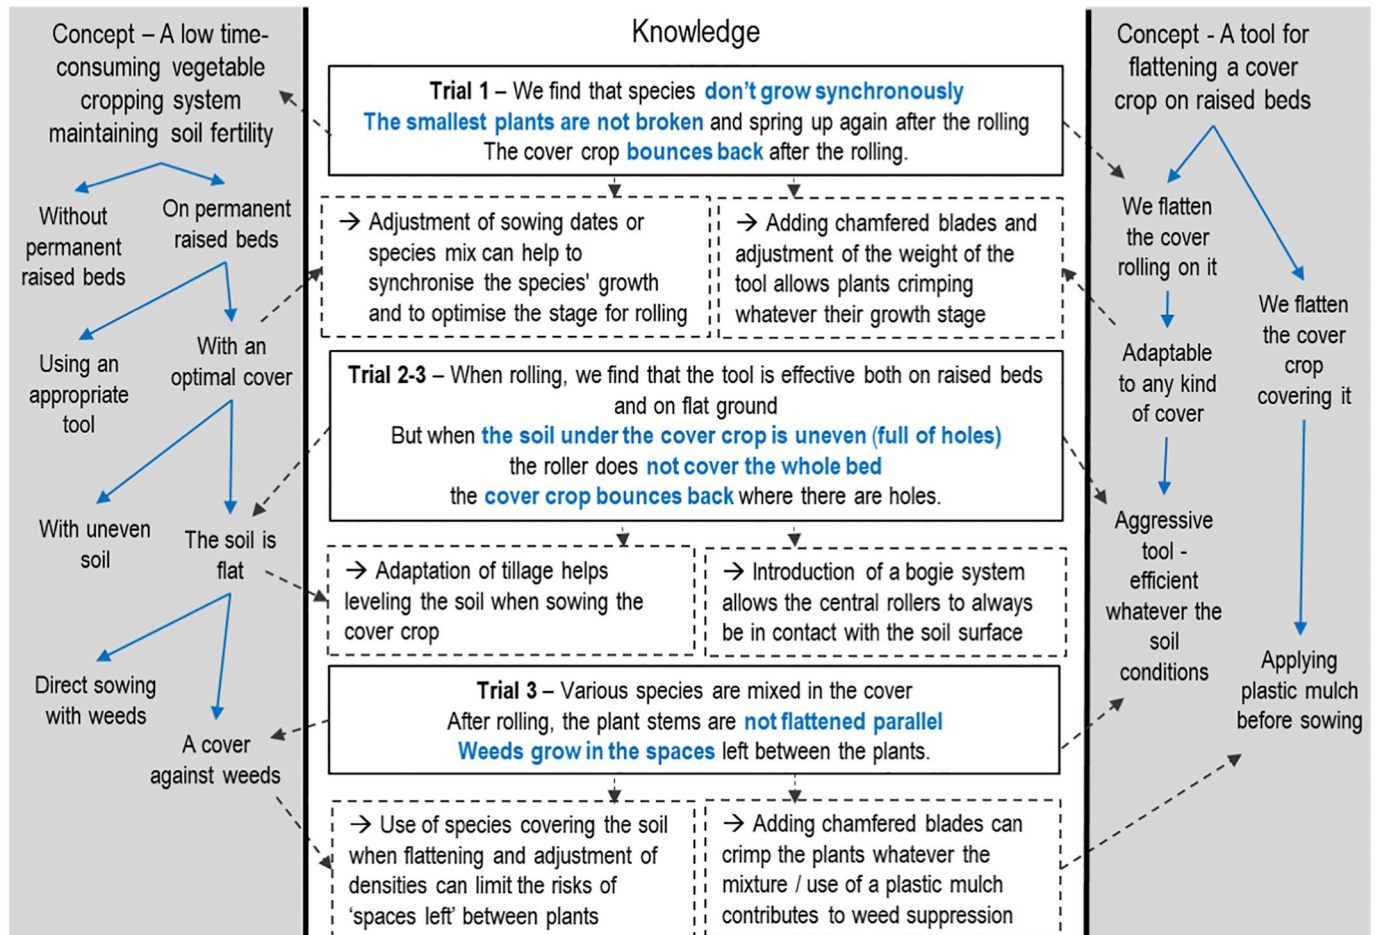 Concept – A low time-
consuming vegetable
cropping system
maintaining soil fertility
Without
permanent
raised beds
On permanent
raised beds
Using an
appropriate
tool
With an
optimal cover
With uneven
soil
The soil is
flat
Direct sowing
with weeds
A cover
against weeds
Knowledge
Trial 1 – We find that species don't grow synchronously
The smallest plants are not broken and spring up again after the rolling
The cover crop bounces back after the rolling.
→ Adjustment of sowing dates or
species mix can help to
synchronise the species' growth
and to optimise the stage for rolling
→ Adding chamfered blades and
adjustment of the weight of the
tool allows plants crimping
whatever their growth stage
Trial 2-3 – When rolling, we find that the tool is effective both on raised beds
and on flat ground
But when the soil under the cover crop is uneven (full of holes)
the roller does not cover the whole bed
the cover crop bounces back where there are holes.
→ Adaptation of tillage helps
leveling the soil when sowing the
cover crop
→ Introduction of a bogie system
allows the central rollers to always
be in contact with the soil surface
Trial 3 – Various species are mixed in the cover
After rolling, the plant stems are not flattened parallel
Weeds grow in the spaces left between the plants.
→ Use of species covering the soil
when flattening and adjustment of
densities can limit the risks of
'spaces left' between plants
→ Adding chamfered blades can
crimp the plants whatever the
mixture / use of a plastic mulch
contributes to weed suppression
Concept - A tool for
flattening a cover
crop on raised beds
We flatten
the cover
rolling on it
Adaptable
to any kind
of cover
Aggressive
tool -
efficient
whatever the
soil
conditions
We flatten
the cover
crop
covering it
Applying
plastic mulch
before sowing